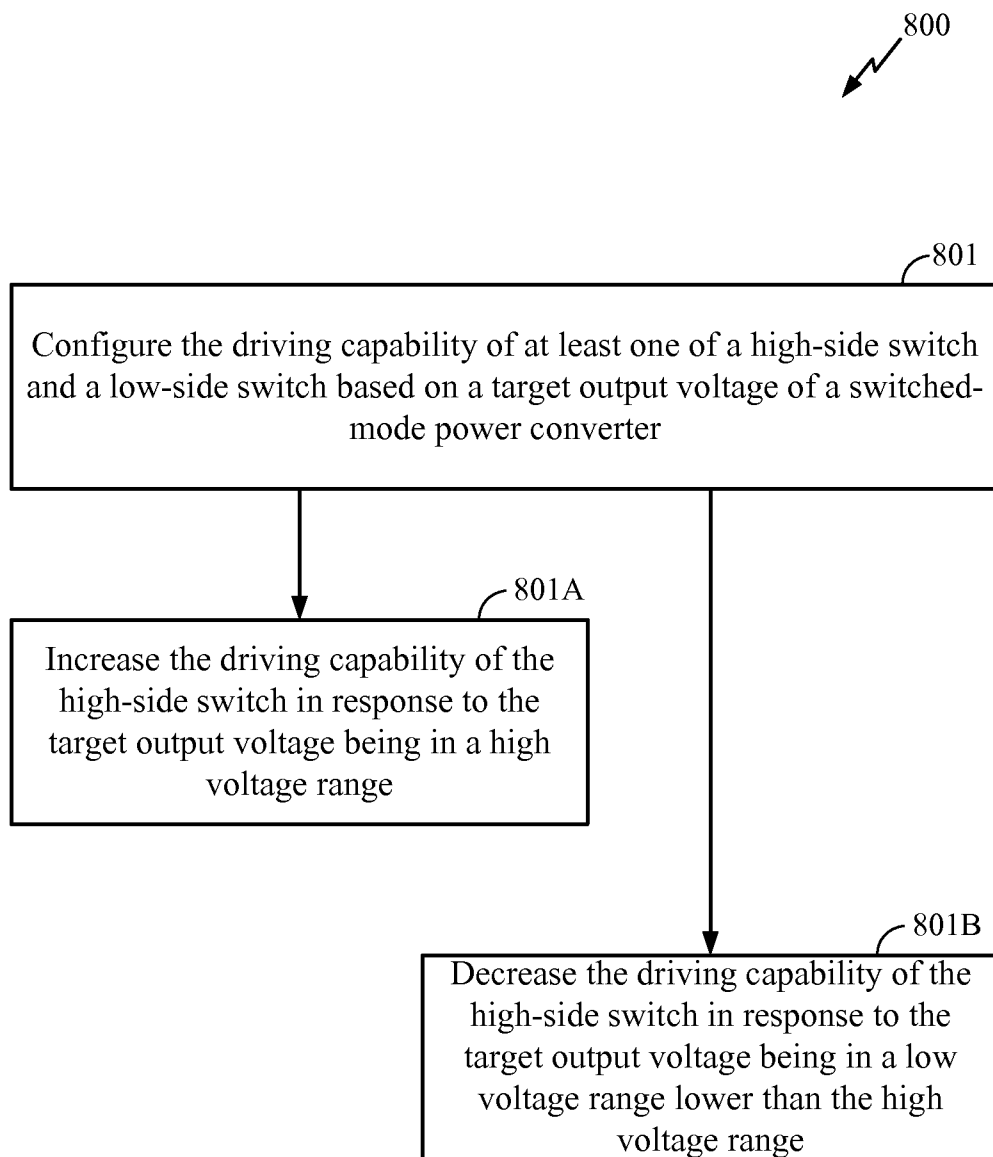 800
801
Configure the driving capability of at least one of a high-side switch
and a low-side switch based on a target output voltage of a switched-
mode power converter
801A
Increase the driving capability of the
high-side switch in response to the
target output voltage being in a high
voltage range
801B
Decrease the driving capability of the
high-side switch in response to the
target output voltage being in a low
voltage range lower than the high
voltage range